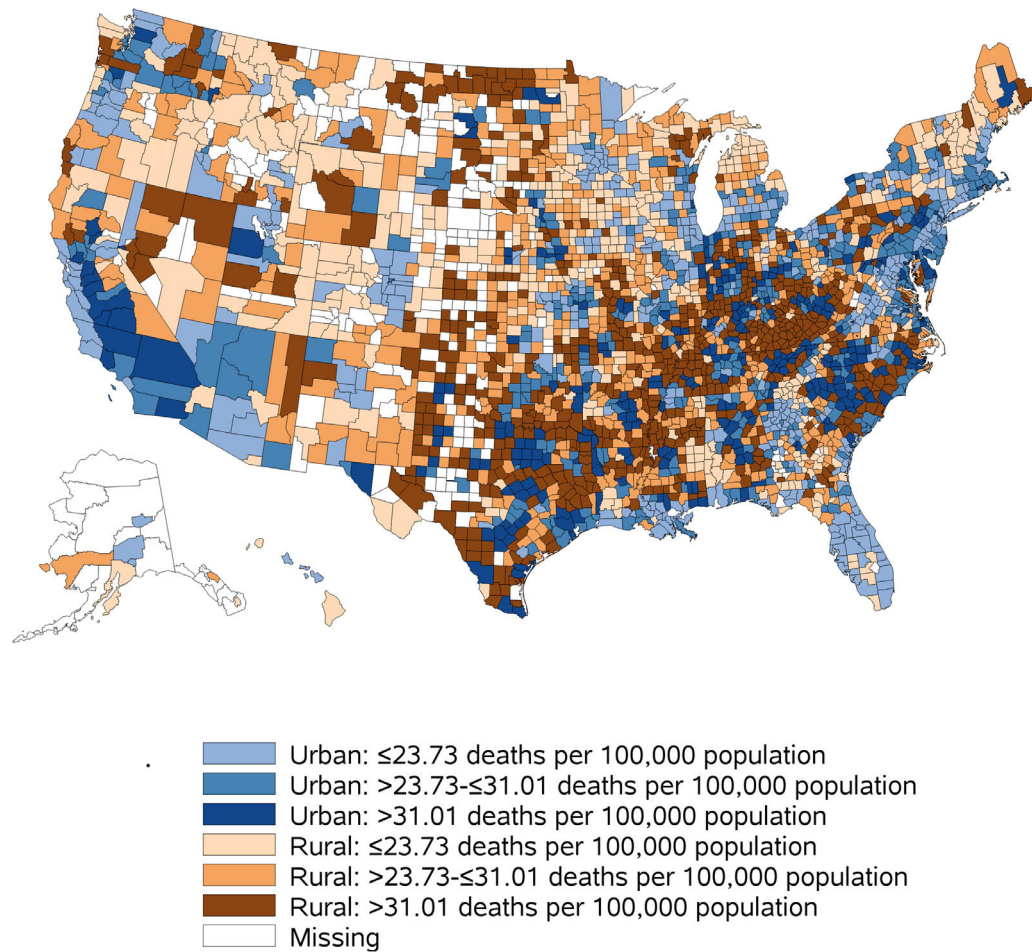 Urban: ≤23.73 deaths per 100,000 population
Urban: >23.73-≤31.01 deaths per 100,000 population
Urban: >31.01 deaths per 100,000 population
Rural: ≤23.73 deaths per 100,000 population
Rural: >23.73-≤31.01 deaths per 100,000 population
Rural: >31.01 deaths per 100,000 population
Missing